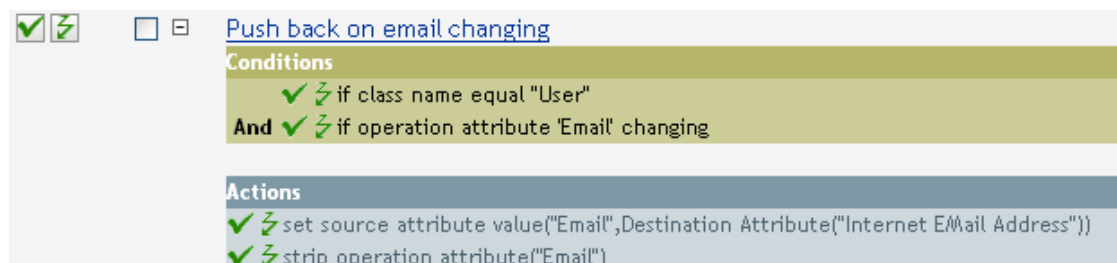 Push back on email changing
Conditions
if class name equal "User"
And if operation attribute 'Email' changing
Actions
set source attribute value("Email",Destination Attribute("Internet EMail Address"))
strip operation attribute("Email")